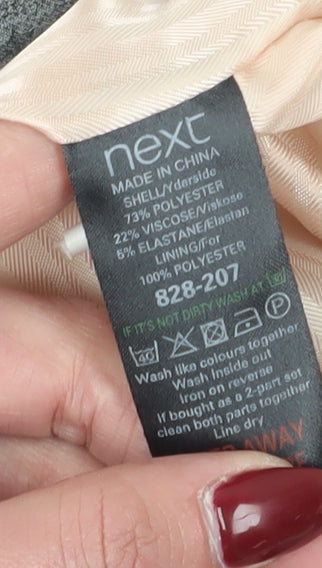 next
MADE IN CHINA
SHELL/Yderside
73% POLYESTER
22% VISCOSE/Viskose
5% ELASTANE/Elastan
LINING/For
100% POLYESTER
828-207
IF IT'S NOT DIRTY WASH AT 30
40 P
Wash like colours together
Wash inside out
Iron on reverse
If bought as a 2-part set
clean both parts together
Line dry
AWAY